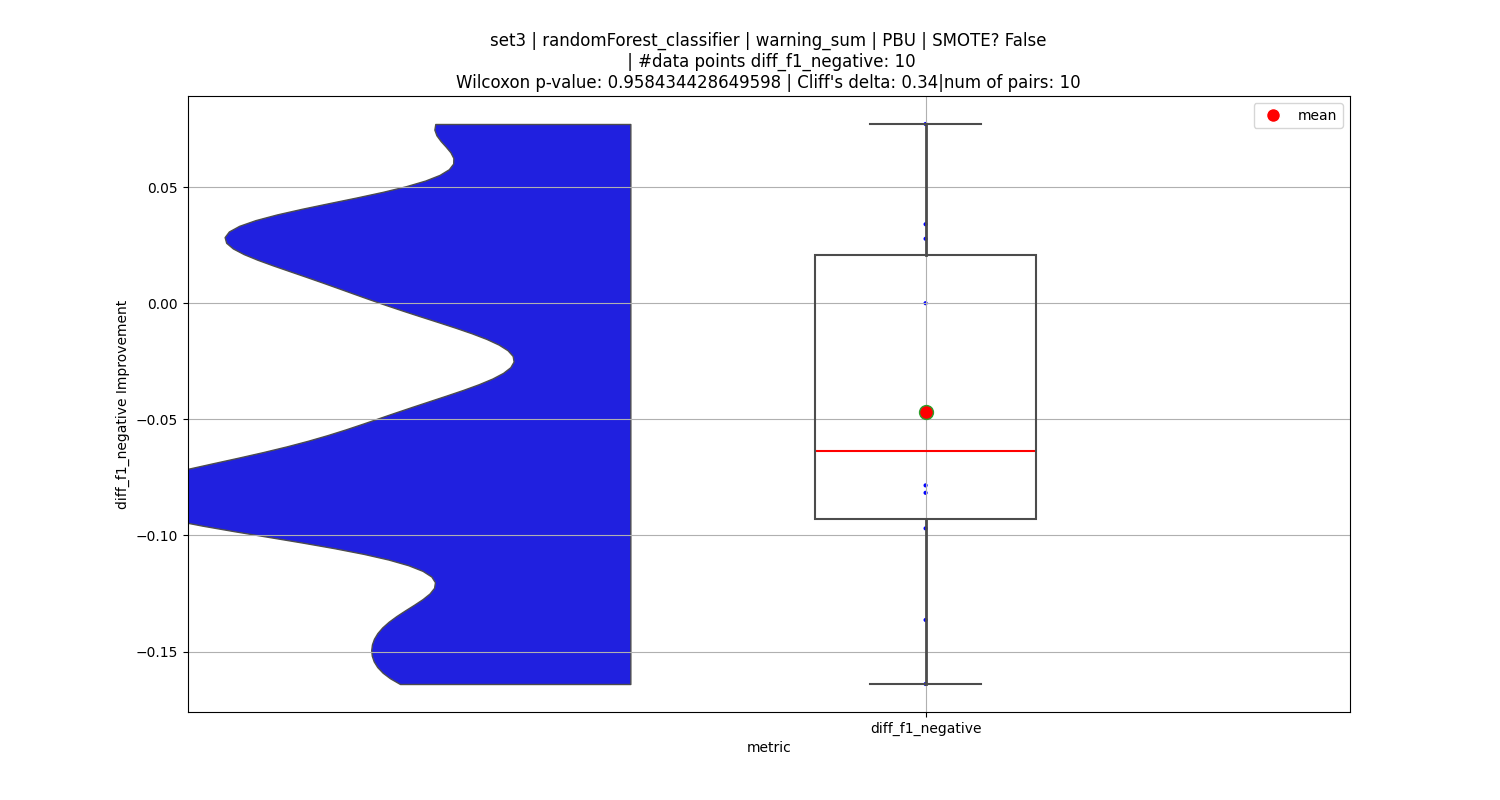 set3 | randomForest_classifier | warning_sum | PBU | SMOTE? False
| #data points diff_f1_negative: 10
Wilcoxon p-value: 0.958434428649598 | Cliff's delta: 0.34|num of pairs: 10
mean
0.05
0.00
−0.05
−0.10
−0.15
diff_f1_negative Improvement
diff_f1_negative
metric